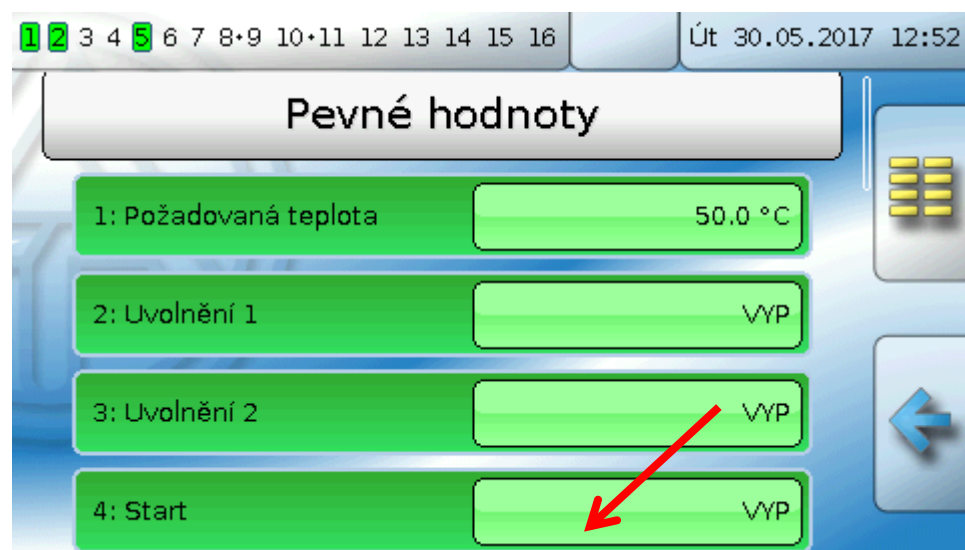 1 2 3 4 5 6 7 8•9 10•11 12 13 14 15 16 Út 30.05.2017 12:52
Pevné hodnoty
1: Požadovaná teplota 50.0 °C
2: Uvolnění 1 VYP
3: Uvolnění 2 VYP
4: Start VYP